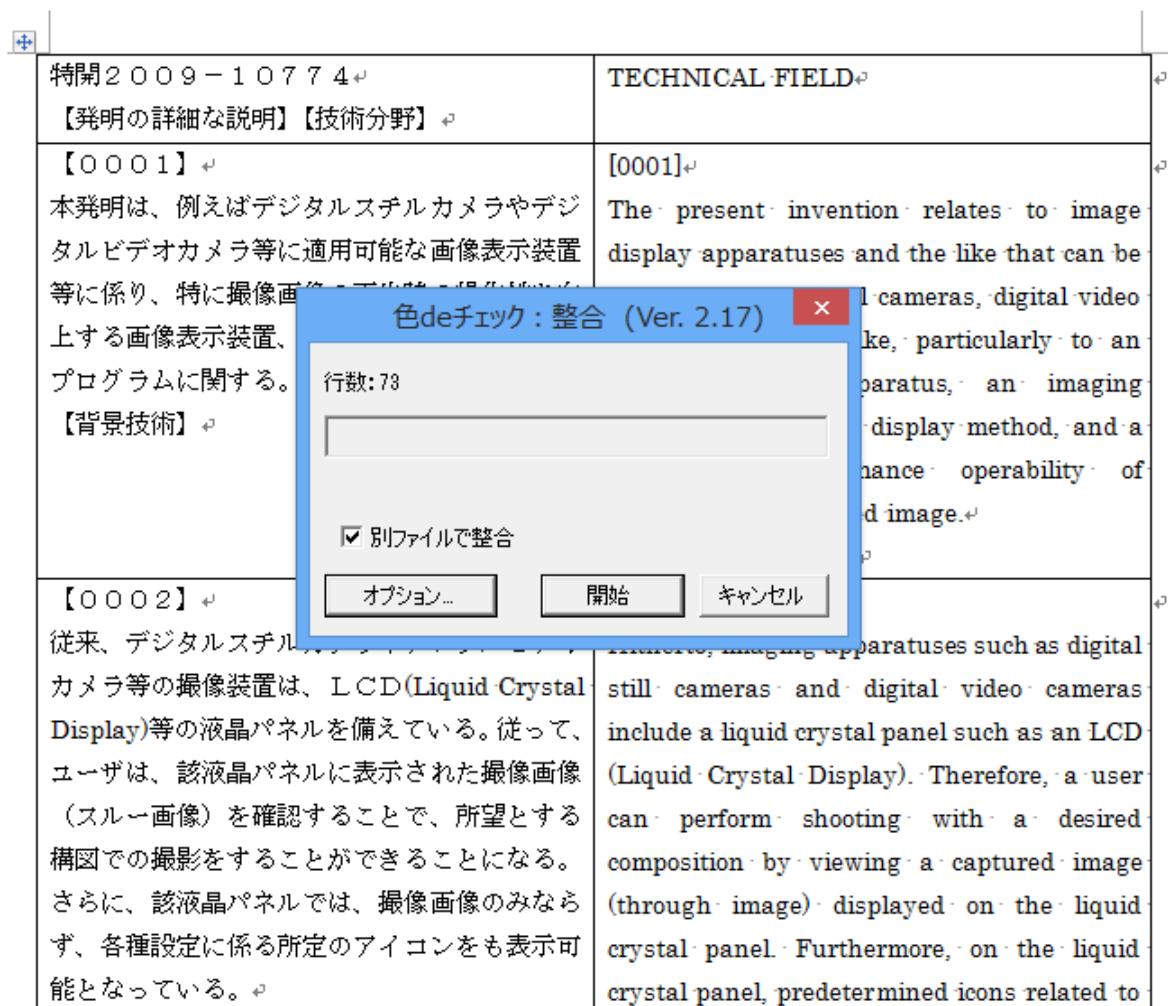 特開２００９－１０７７４
【発明の詳細な説明】【技術分野】
TECHNICAL FIELD
【０００１】
本発明は、例えばデジタルスチルカメラやデジ
タルビデオカメラ等に適用可能な画像表示装置
等に係り、特に撮像画
上する画像表示装置、
プログラムに関する。
【背景技術】
[0001]
The present invention relates to image
display apparatuses and the like that can be
cameras, digital video
particularly to an
an imaging
display method, and a
operability of
image.
色deチェック：整合 (Ver. 2.17)
行数:73
別ファイルで整合
オプション...
開始
キャンセル
【０００２】
従来、デジタルスチル
カメラ等の撮像装置は、ＬＣＤ(Liquid Crystal
Display)等の液晶パネルを備えている。従って、
ユーザは、該液晶パネルに表示された撮像画像
（スルー画像）を確認することで、所望とする
構図での撮影をすることができることになる。
さらに、該液晶パネルでは、撮像画像のみなら
ず、各種設定に係る所定のアイコンをも表示可
能となっている。
apparatuses such as digital
still cameras and digital video cameras
include a liquid crystal panel such as an LCD
(Liquid Crystal Display). Therefore, a user
can perform shooting with a desired
composition by viewing a captured image
(through image) displayed on the liquid
crystal panel. Furthermore, on the liquid
crystal panel, predetermined icons related to